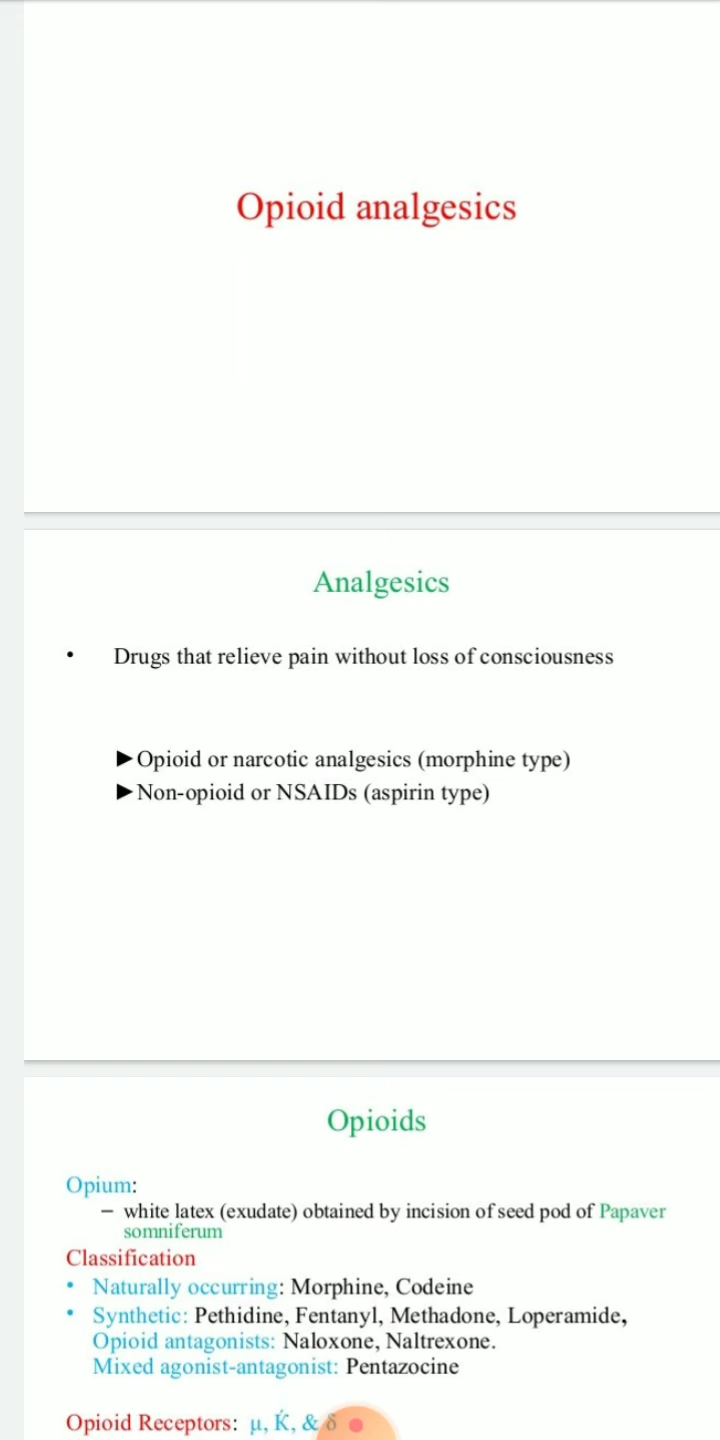 Opioid analgesics
Analgesics
• Drugs that relieve pain without loss of consciousness
►Opioid or narcotic analgesics (morphine type)
►Non-opioid or NSAIDs (aspirin type)
Opioids
Opium:
– white latex (exudate) obtained by incision of seed pod of Papaver
somniferum
Classification
• Naturally occurring: Morphine, Codeine
• Synthetic: Pethidine, Fentanyl, Methadone, Loperamide,
Opioid antagonists: Naloxone, Naltrexone.
Mixed agonist-antagonist: Pentazocine
Opioid Receptors: μ, Ḱ, & δ